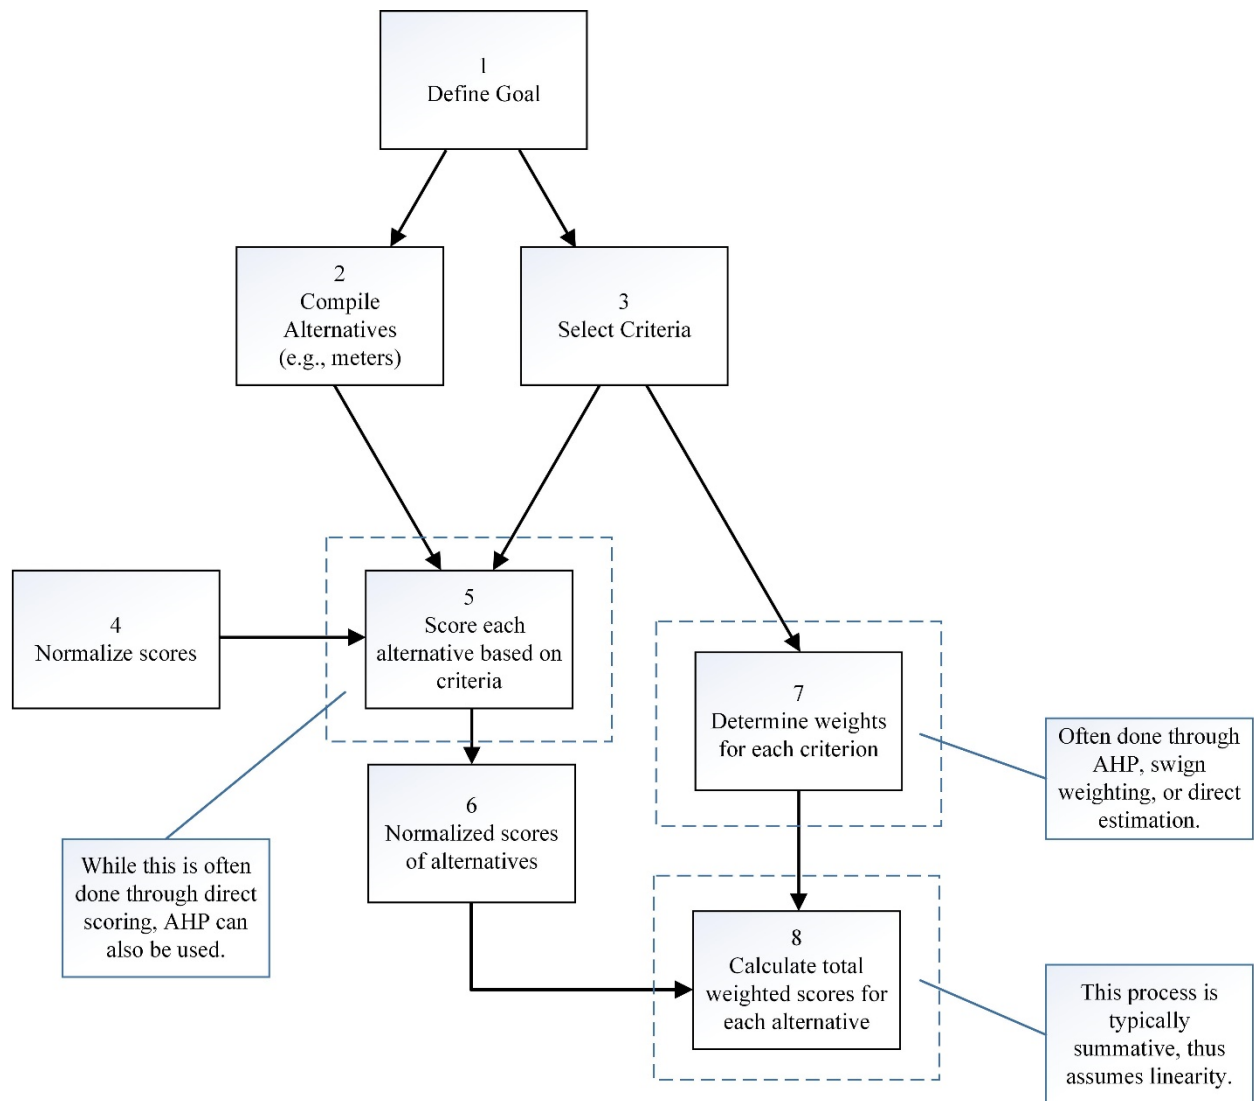 1
Define Goal
2
Compile
Alternatives
(e.g., meters)
3
Select Criteria
4
Normalize scores
5
Score each
alternative based on
criteria
6
Normalized scores
of alternatives
7
Determine weights
for each criterion
Often done through
AHP, swign
weighting, or direct
estimation.
While this is often
done through direct
scoring, AHP can
also be used.
8
Calculate total
weighted scores for
each alternative
This process is
typically
summative, thus
assumes linearity.